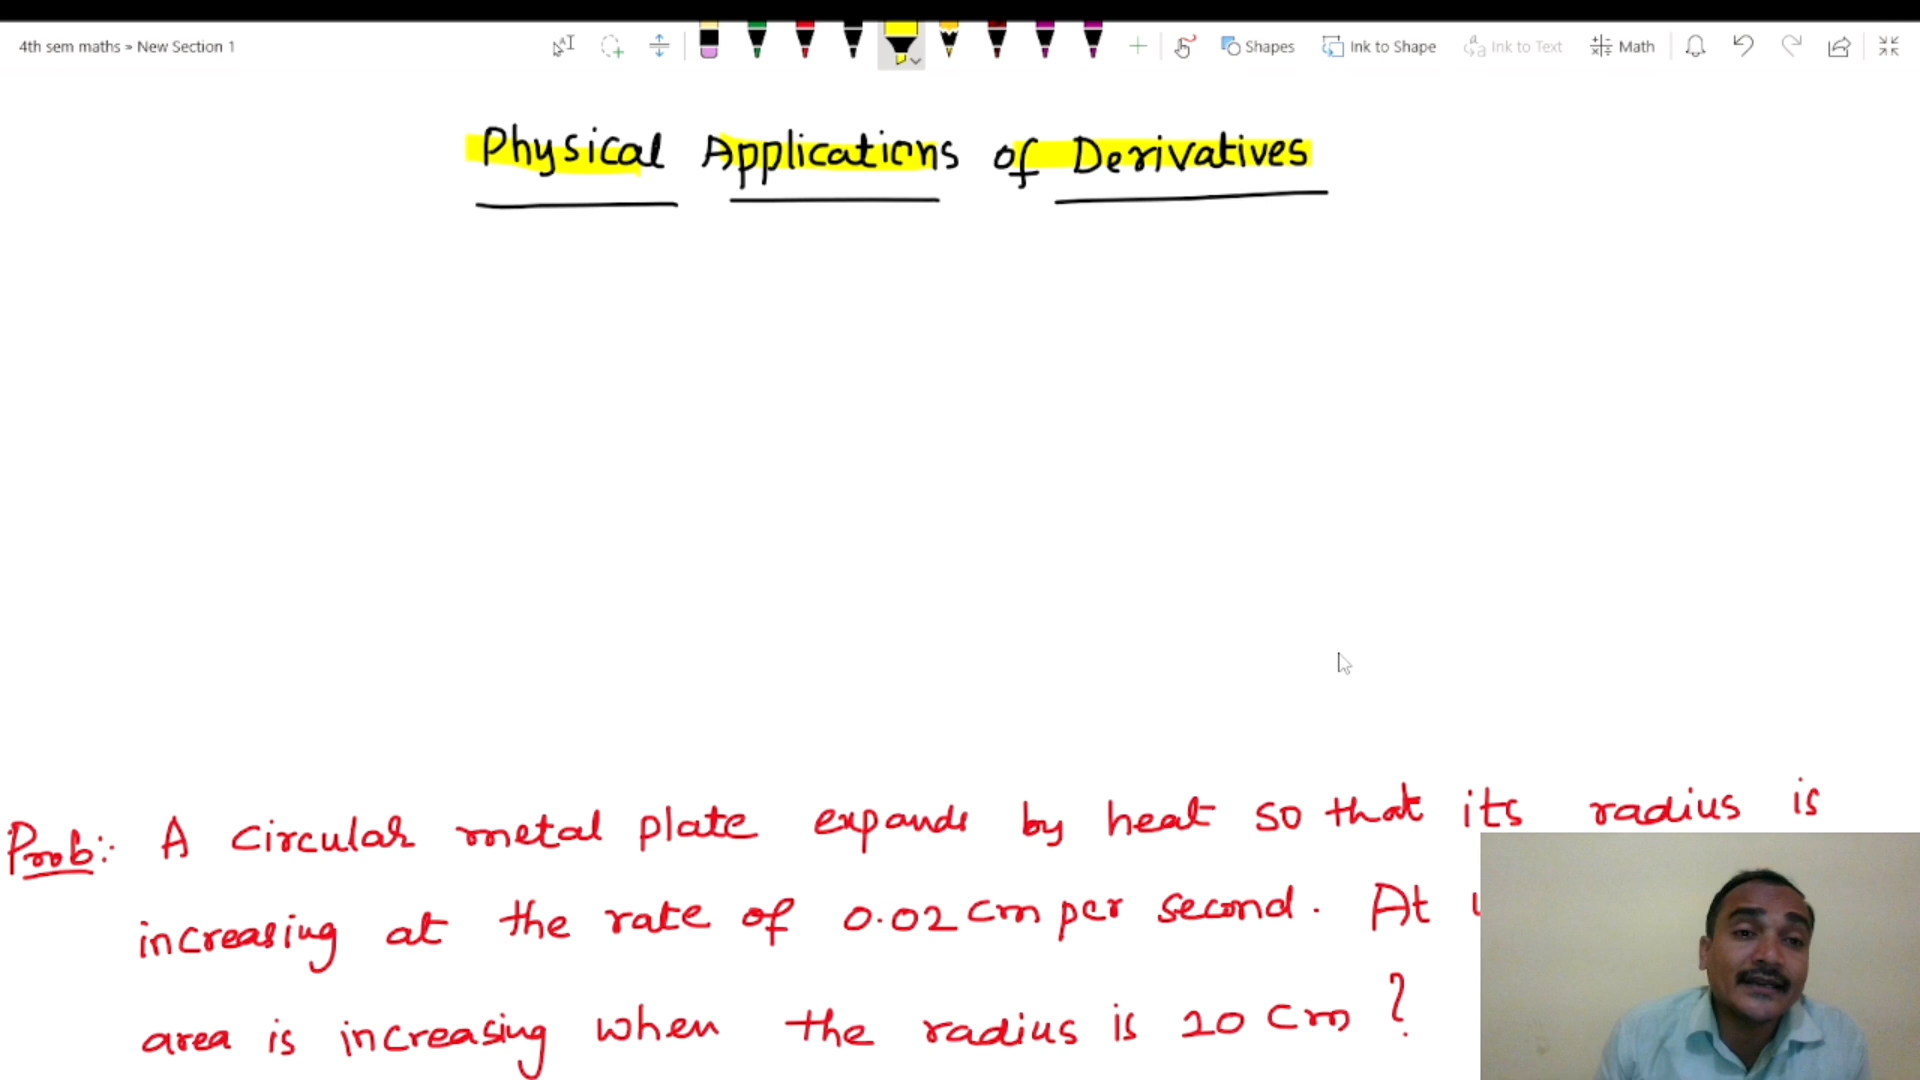 4th sem maths » New Section 1
Shapes Ink to Shape Ink to Text Math
Physical Applications of Derivatives
Prob:- A circular metal plate expands by heat so that its radius is
increasing at the rate of 0.02 cm per second. At
area is increasing when the radius is 20 cm ?